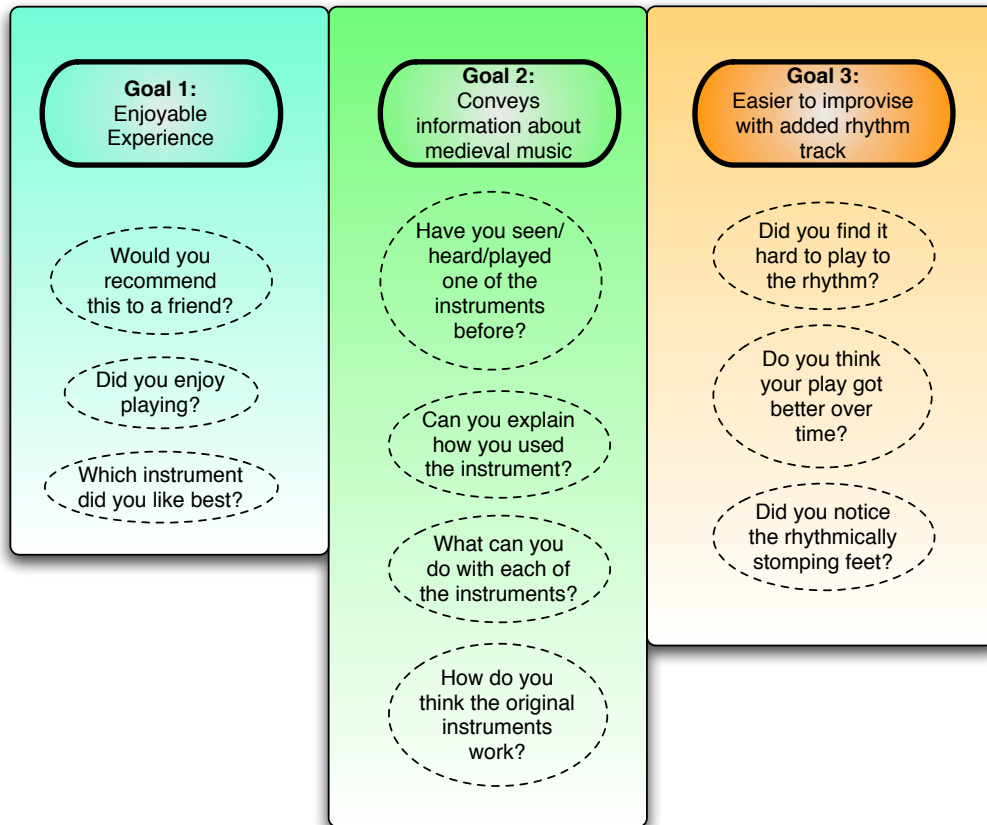 Goal 1:
Enjoyable
Experience
Would you
recommend
this to a friend?
Did you enjoy
playing?
Which instrument
did you like best?
Goal 2:
Conveys
information about
medieval music
Have you seen/
heard/played
one of the
instruments
before?
Can you explain
how you used
the instrument?
What can you
do with each of
the instruments?
How do you
think the original
instruments
work?
Goal 3:
Easier to improvise
with added rhythm
track
Did you find it
hard to play to
the rhythm?
Do you think
your play got
better over
time?
Did you notice
the rhythmically
stomping feet?